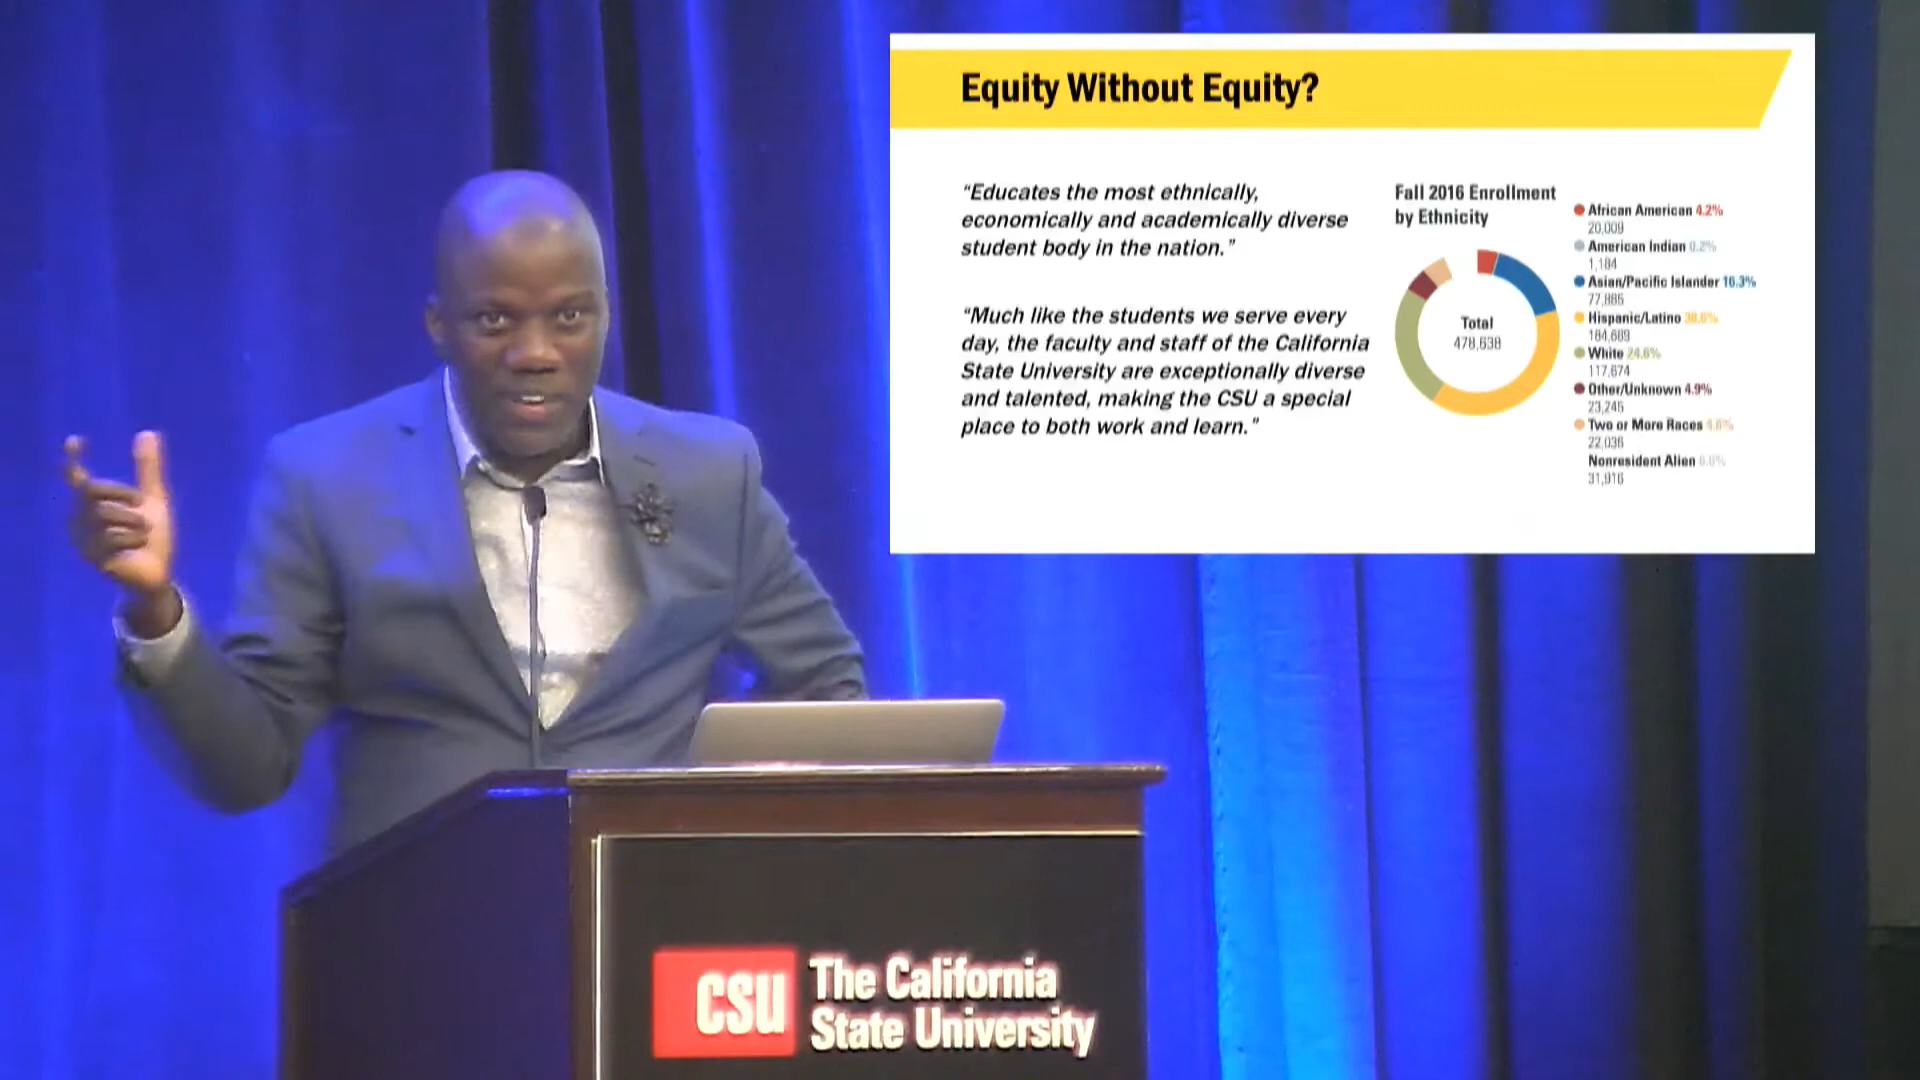 Equity Without Equity?
“Educates the most ethnically,
economically and academically diverse
student body in the nation.”
“Much like the students we serve every
day, the faculty and staff of the California
State University are exceptionally diverse
and talented, making the CSU a special
place to both work and learn.”
Fall 2016 Enrollment
by Ethnicity
Total
478,638
African American 4.2%
20,009
American Indian 0.2%
1,184
Asian/Pacific Islander 16.3%
77,885
Hispanic/Latino
184,689
White 24.6%
117,674
Other/Unknown 4.9%
23,245
Two or More Races
22,036
Nonresident Alien
31,916
CSU The California
State University